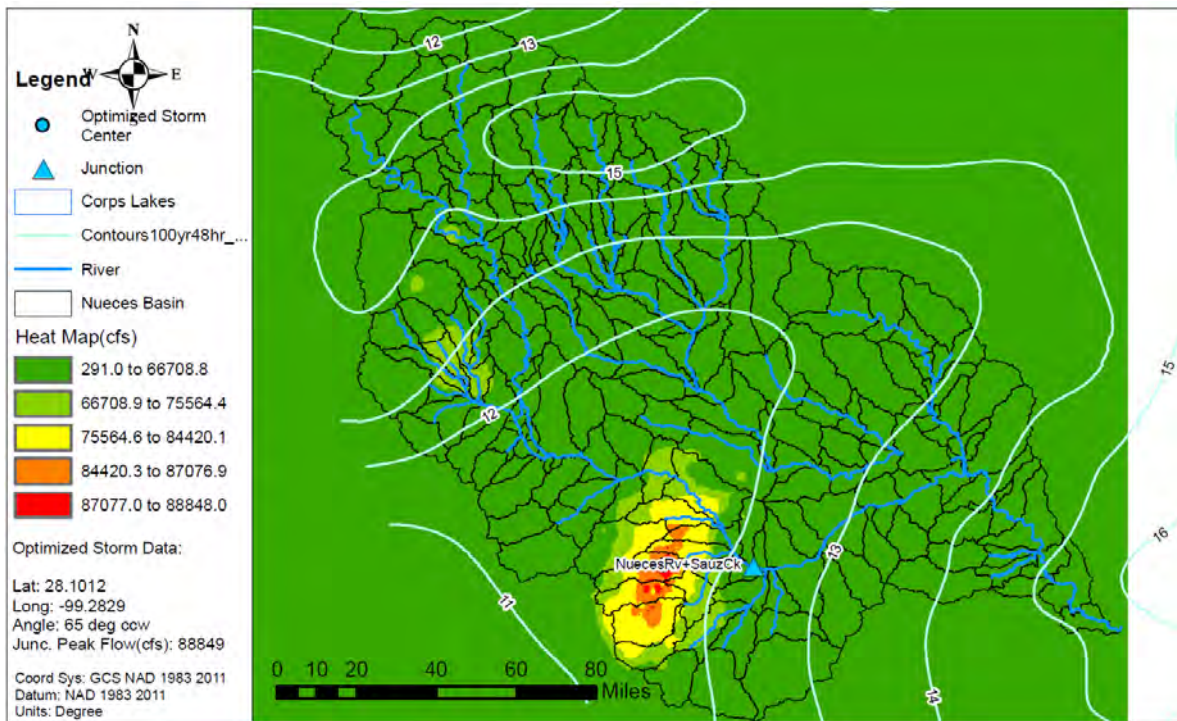 N
W
E
S
Legend
Optimized Storm
Center
Junction
Corps Lakes
Contours100yr48hr_...
River
Nueces Basin
Heat Map(cfs)
291.0 to 66708.8
66708.9 to 75564.4
75564.6 to 84420.1
84420.3 to 87076.9
87077.0 to 88848.0
Optimized Storm Data:
Lat: 28.1012
Long: -99.2829
Angle: 65 deg ccw
Junc. Peak Flow(cfs): 88849
Coord Sys: GCS NAD 1983 2011
Datum: NAD 1983 2011
Units: Degree
12
13
15
12
15
16
NuecesRv+SauzCk
13
11
14
0 10 20 40 60 80
Miles